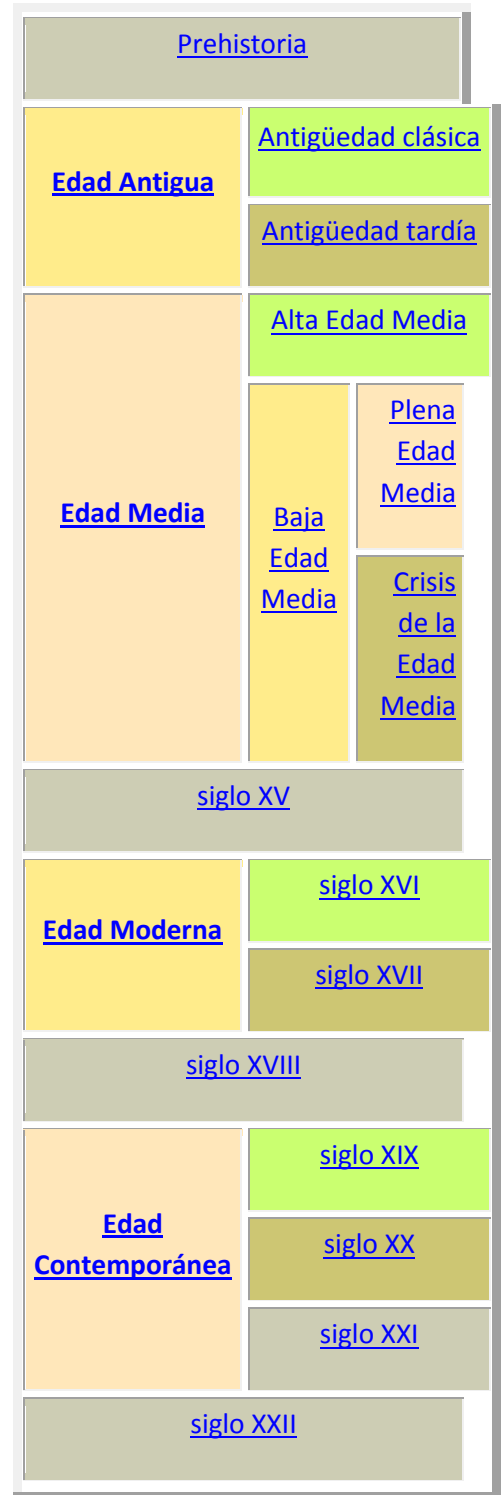 Prehistoria
Edad Antigua
Antigüedad clásica
Antigüedad tardía
Edad Media
Alta Edad Media
Baja
Edad
Media
Plena
Edad
Media
Crisis
de la
Edad
Media
siglo XV
Edad Moderna
siglo XVI
siglo XVII
siglo XVIII
Edad
Contemporánea
siglo XIX
siglo XX
siglo XXI
siglo XXII